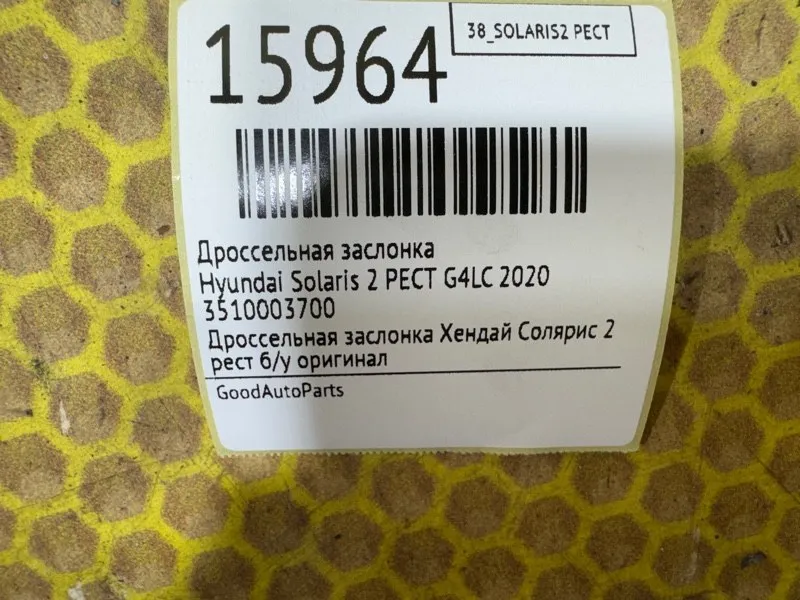 38_SOLARIS2 РЕСТ
15964
Дроссельная заслонка
Hyundai Solaris 2 РЕСТ G4LC 2020
3510003700
Дроссельная заслонка Хендай Солярис 2
рест б/у оригинал
GoodAutoParts